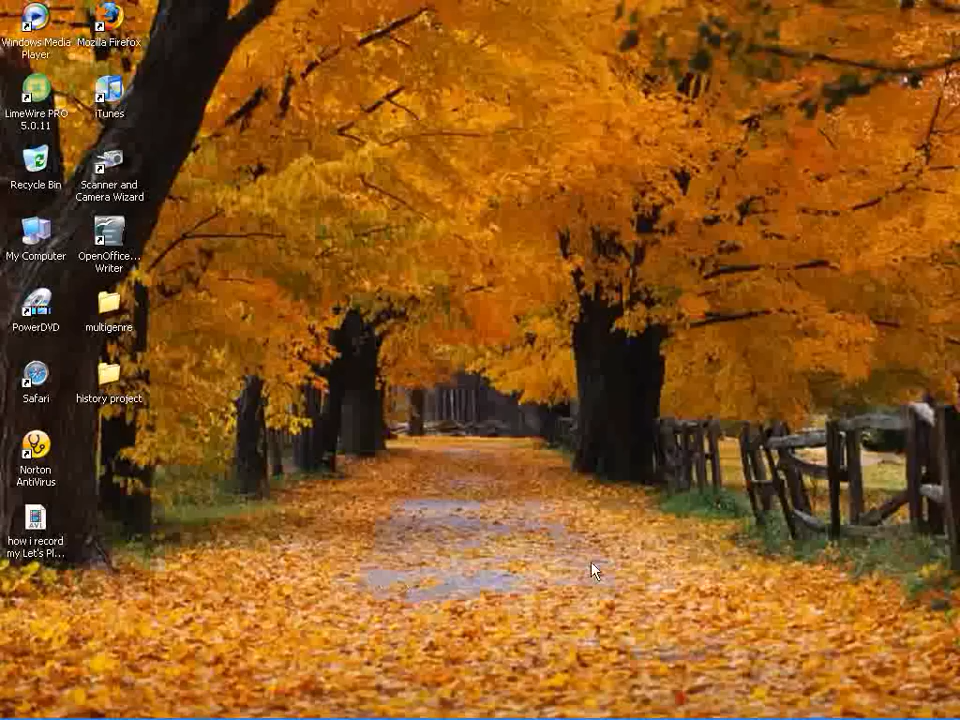 Windows Media
Player
Mozilla Firefox
LimeWire PRO
5.0.11
iTunes
Recycle Bin
Scanner and
Camera Wizard
My Computer
OpenOffice...
Writer
PowerDVD
multigenre
Safari
history project
Norton
AntiVirus
AVI
how i record
my Let's Pl...